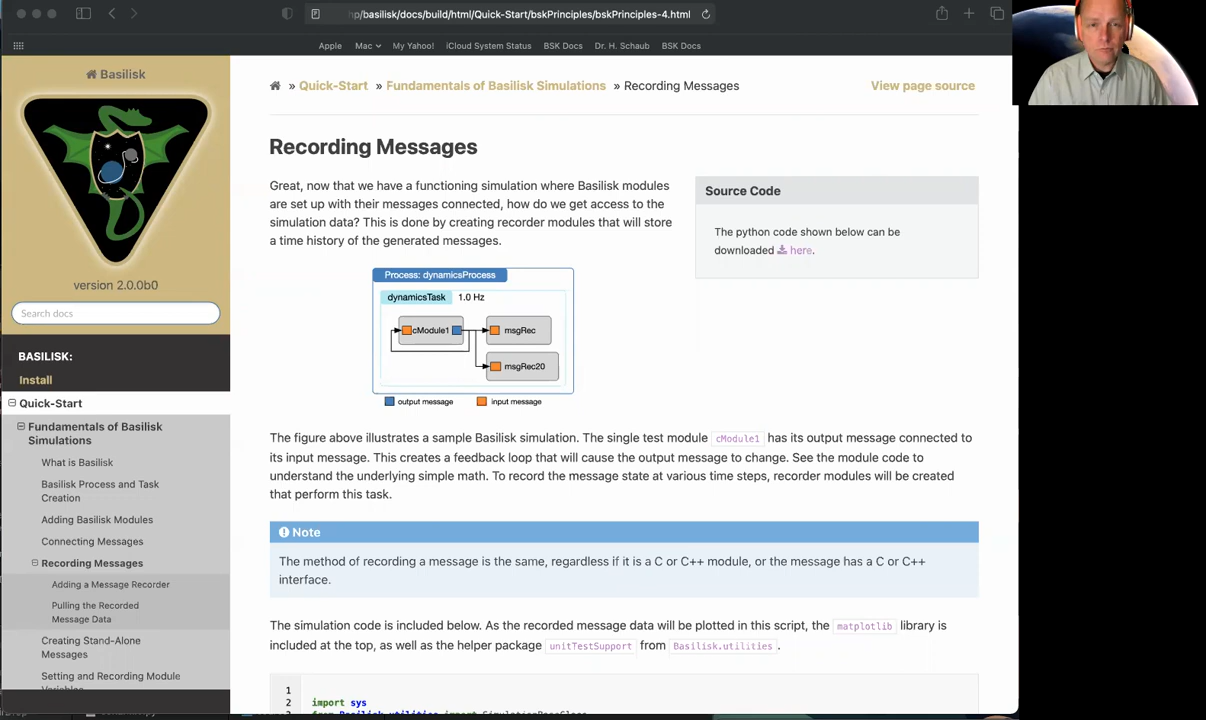 hp/basilisk/docs/build/html/Quick-Start/bskPrinciples/bskPrinciples-4.html
Apple Mac My Yahoo! iCloud System Status BSK Docs Dr. H. Schaub BSK Docs
Basilisk
version 2.0.0b0
Search docs
BASILISK:
Install
Quick-Start
Fundamentals of Basilisk
Simulations
What is Basilisk
Basilisk Process and Task
Creation
Adding Basilisk Modules
Connecting Messages
Recording Messages
Adding a Message Recorder
Pulling the Recorded
Message Data
Creating Stand-Alone
Messages
Setting and Recording Module
Variables
» Quick-Start » Fundamentals of Basilisk Simulations » Recording Messages
View page source
Recording Messages
Great, now that we have a functioning simulation where Basilisk modules
are set up with their messages connected, how do we get access to the
simulation data? This is done by creating recorder modules that will store
a time history of the generated messages.
Source Code
The python code shown below can be
downloaded here.
Process: dynamicsProcess
dynamicsTask 1.0 Hz
cModule1 msgRec
msgRec20
output message input message
The figure above illustrates a sample Basilisk simulation. The single test module cModule1 has its output message connected to
its input message. This creates a feedback loop that will cause the output message to change. See the module code to
understand the underlying simple math. To record the message state at various time steps, recorder modules will be created
that perform this task.
Note
The method of recording a message is the same, regardless if it is a C or C++ module, or the message has a C or C++
interface.
The simulation code is included below. As the recorded message data will be plotted in this script, the matplotlib library is
included at the top, as well as the helper package unitTestSupport from Basilisk.utilities.
1
2 import sys
3 from Basilisk.utilities import SimulationBaseClass